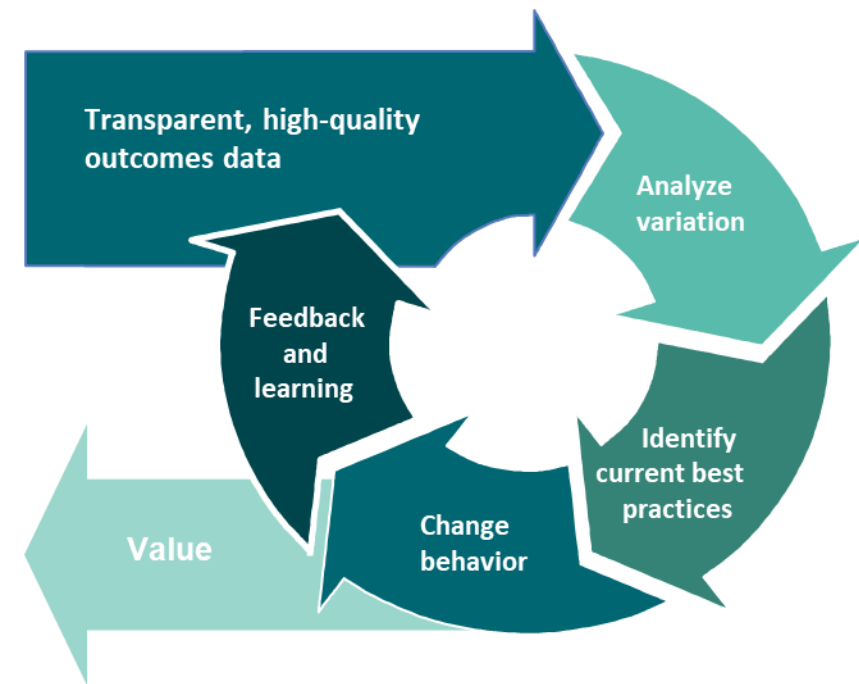 Transparent, high-quality
outcomes data
Analyze
variation
Identify
current best
practices
Change
behavior
Feedback
and
learning
Value